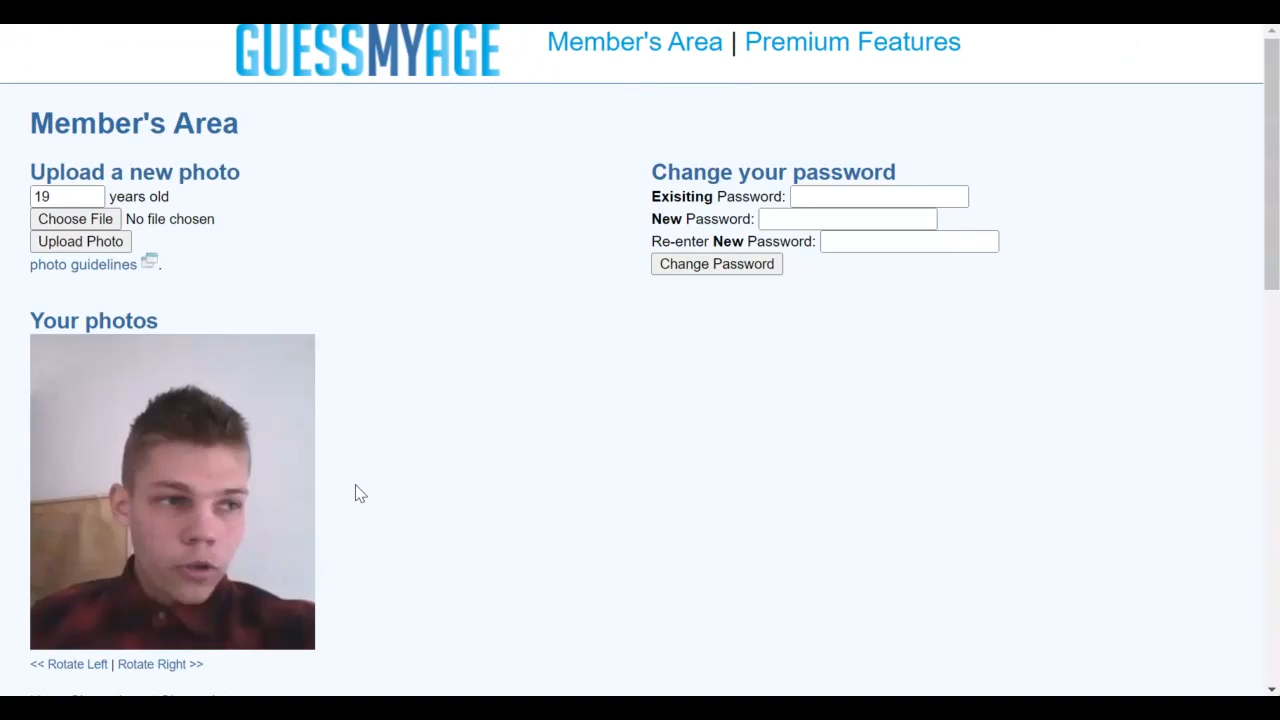 GUESSMYAGE
Member's Area | Premium Features
Member's Area
Upload a new photo
19 years old
Choose File No file chosen
Upload Photo
photo guidelines .
Change your password
Exisiting Password:
New Password:
Re-enter New Password:
Change Password
Your photos
<< Rotate Left | Rotate Right >>